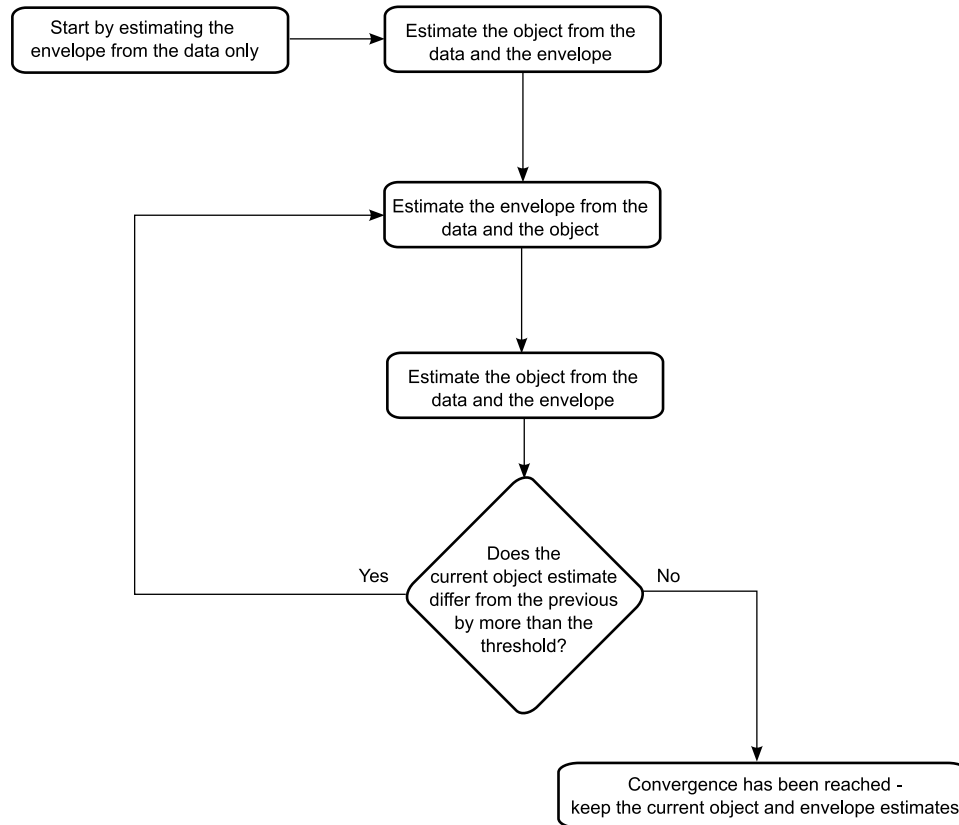 Start by estimating the
envelope from the data only
Estimate the object from the
data and the envelope
Estimate the envelope from the
data and the object
Estimate the object from the
data and the envelope
Does the
current object estimate
differ from the previous
by more than the
threshold?
Yes
No
Convergence has been reached -
keep the current object and envelope estimates